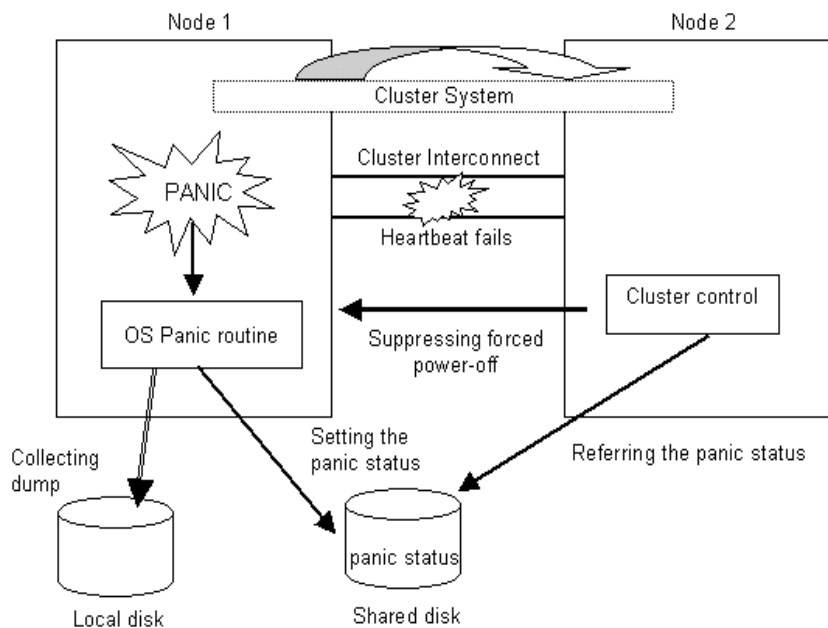 Node 1
Node 2
Cluster System
Cluster Interconnect
PANIC
Heartbeat fails
Cluster control
OS Panic routine
Suppressing forced
power-off
Setting the
panic status
Referring the panic status
Collecting
dump
panic status
Local disk
Shared disk